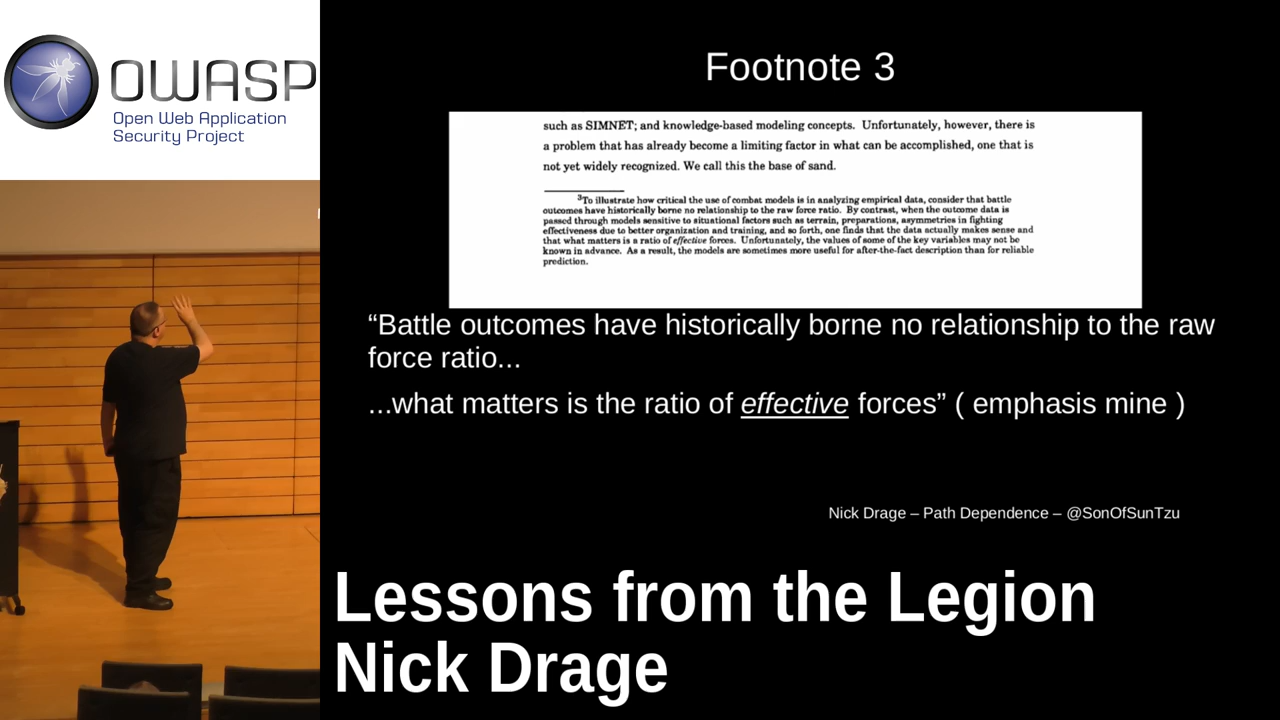 OWASP
Open Web Application
Security Project
Footnote 3
such as SIMNET; and knowledge-based modeling concepts. Unfortunately, however, there is
a problem that has already become a limiting factor in what can be accomplished, one that is
not yet widely recognized. We call this the base of sand.
3To illustrate how critical the use of combat models is in analyzing empirical data, consider that battle
outcomes have historically borne no relationship to the raw force ratio. By contrast, when the outcome data is
passed through models sensitive to situational factors such as terrain, preparations, asymmetries in fighting
effectiveness due to better organization and training, and so forth, one finds that the data actually makes sense and
that what matters is a ratio of effective forces. Unfortunately, the values of some of the key variables may not be
known in advance. As a result, the models are sometimes more useful for after-the-fact description than for reliable
prediction.
“Battle outcomes have historically borne no relationship to the raw
force ratio...
...what matters is the ratio of effective forces” ( emphasis mine )
Nick Drage – Path Dependence – @SonOfSunTzu
Lessons from the Legion
Nick Drage